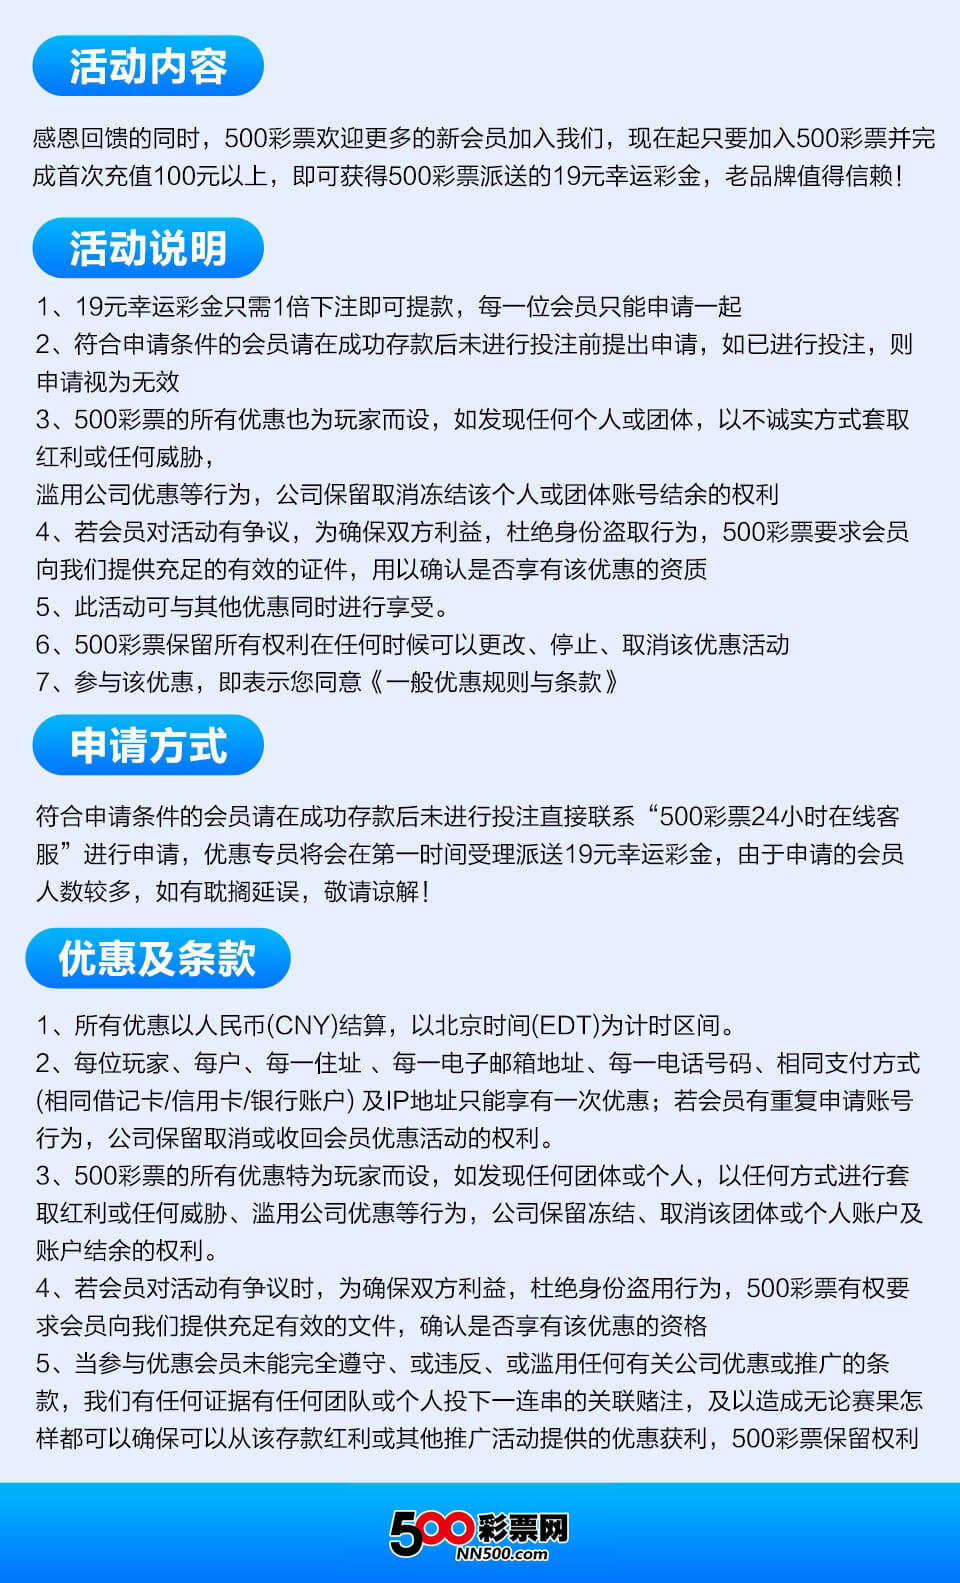 活动内容
感恩回馈的同时，500彩票欢迎更多的新会员加入我们，现在起只要加入500彩票并完
成首次充值100元以上，即可获得500彩票派送的19元幸运彩金，老品牌值得信赖！
活动说明
1、19元幸运彩金只需1倍下注即可提款，每一位会员只能申请一起
2、符合申请条件的会员请在成功存款后未进行投注前提出申请，如已进行投注，则
申请视为无效
3、500彩票的所有优惠也为玩家而设，如发现任何个人或团体，以不诚实方式套取
红利或任何威胁，
滥用公司优惠等行为，公司保留取消冻结该个人或团体账号结余的权利
4、若会员对活动有争议，为确保双方利益，杜绝身份盗取行为，500彩票要求会员
向我们提供充足的有效的证件，用以确认是否享有该优惠的资质
5、此活动可与其他优惠同时进行享受。
6、500彩票保留所有权利在任何时候可以更改、停止、取消该优惠活动
7、参与该优惠，即表示您同意《一般优惠规则与条款》
申请方式
符合申请条件的会员请在成功存款后未进行投注直接联系“500彩票24小时在线客
服”进行申请，优惠专员将会在第一时间受理派送19元幸运彩金，由于申请的会员
人数较多，如有耽搁延误，敬请谅解！
优惠及条款
1、所有优惠以人民币(CNY)结算，以北京时间(EDT)为计时区间。
2、每位玩家、每户、每一住址 、每一电子邮箱地址、每一电话号码、相同支付方式
(相同借记卡/信用卡/银行账户) 及IP地址只能享有一次优惠；若会员有重复申请账号
行为，公司保留取消或收回会员优惠活动的权利。
3、500彩票的所有优惠特为玩家而设，如发现任何团体或个人，以任何方式进行套
取红利或任何威胁、滥用公司优惠等行为，公司保留冻结、取消该团体或个人账户及
账户结余的权利。
4、若会员对活动有争议时，为确保双方利益，杜绝身份盗用行为，500彩票有权要
求会员向我们提供充足有效的文件，确认是否享有该优惠的资格
5、当参与优惠会员未能完全遵守、或违反、或滥用任何有关公司优惠或推广的条
款，我们有任何证据有任何团队或个人投下一连串的关联赌注，及以造成无论赛果怎
样都可以确保可以从该存款红利或其他推广活动提供的优惠获利，500彩票保留权利
500彩票网
NN500.com